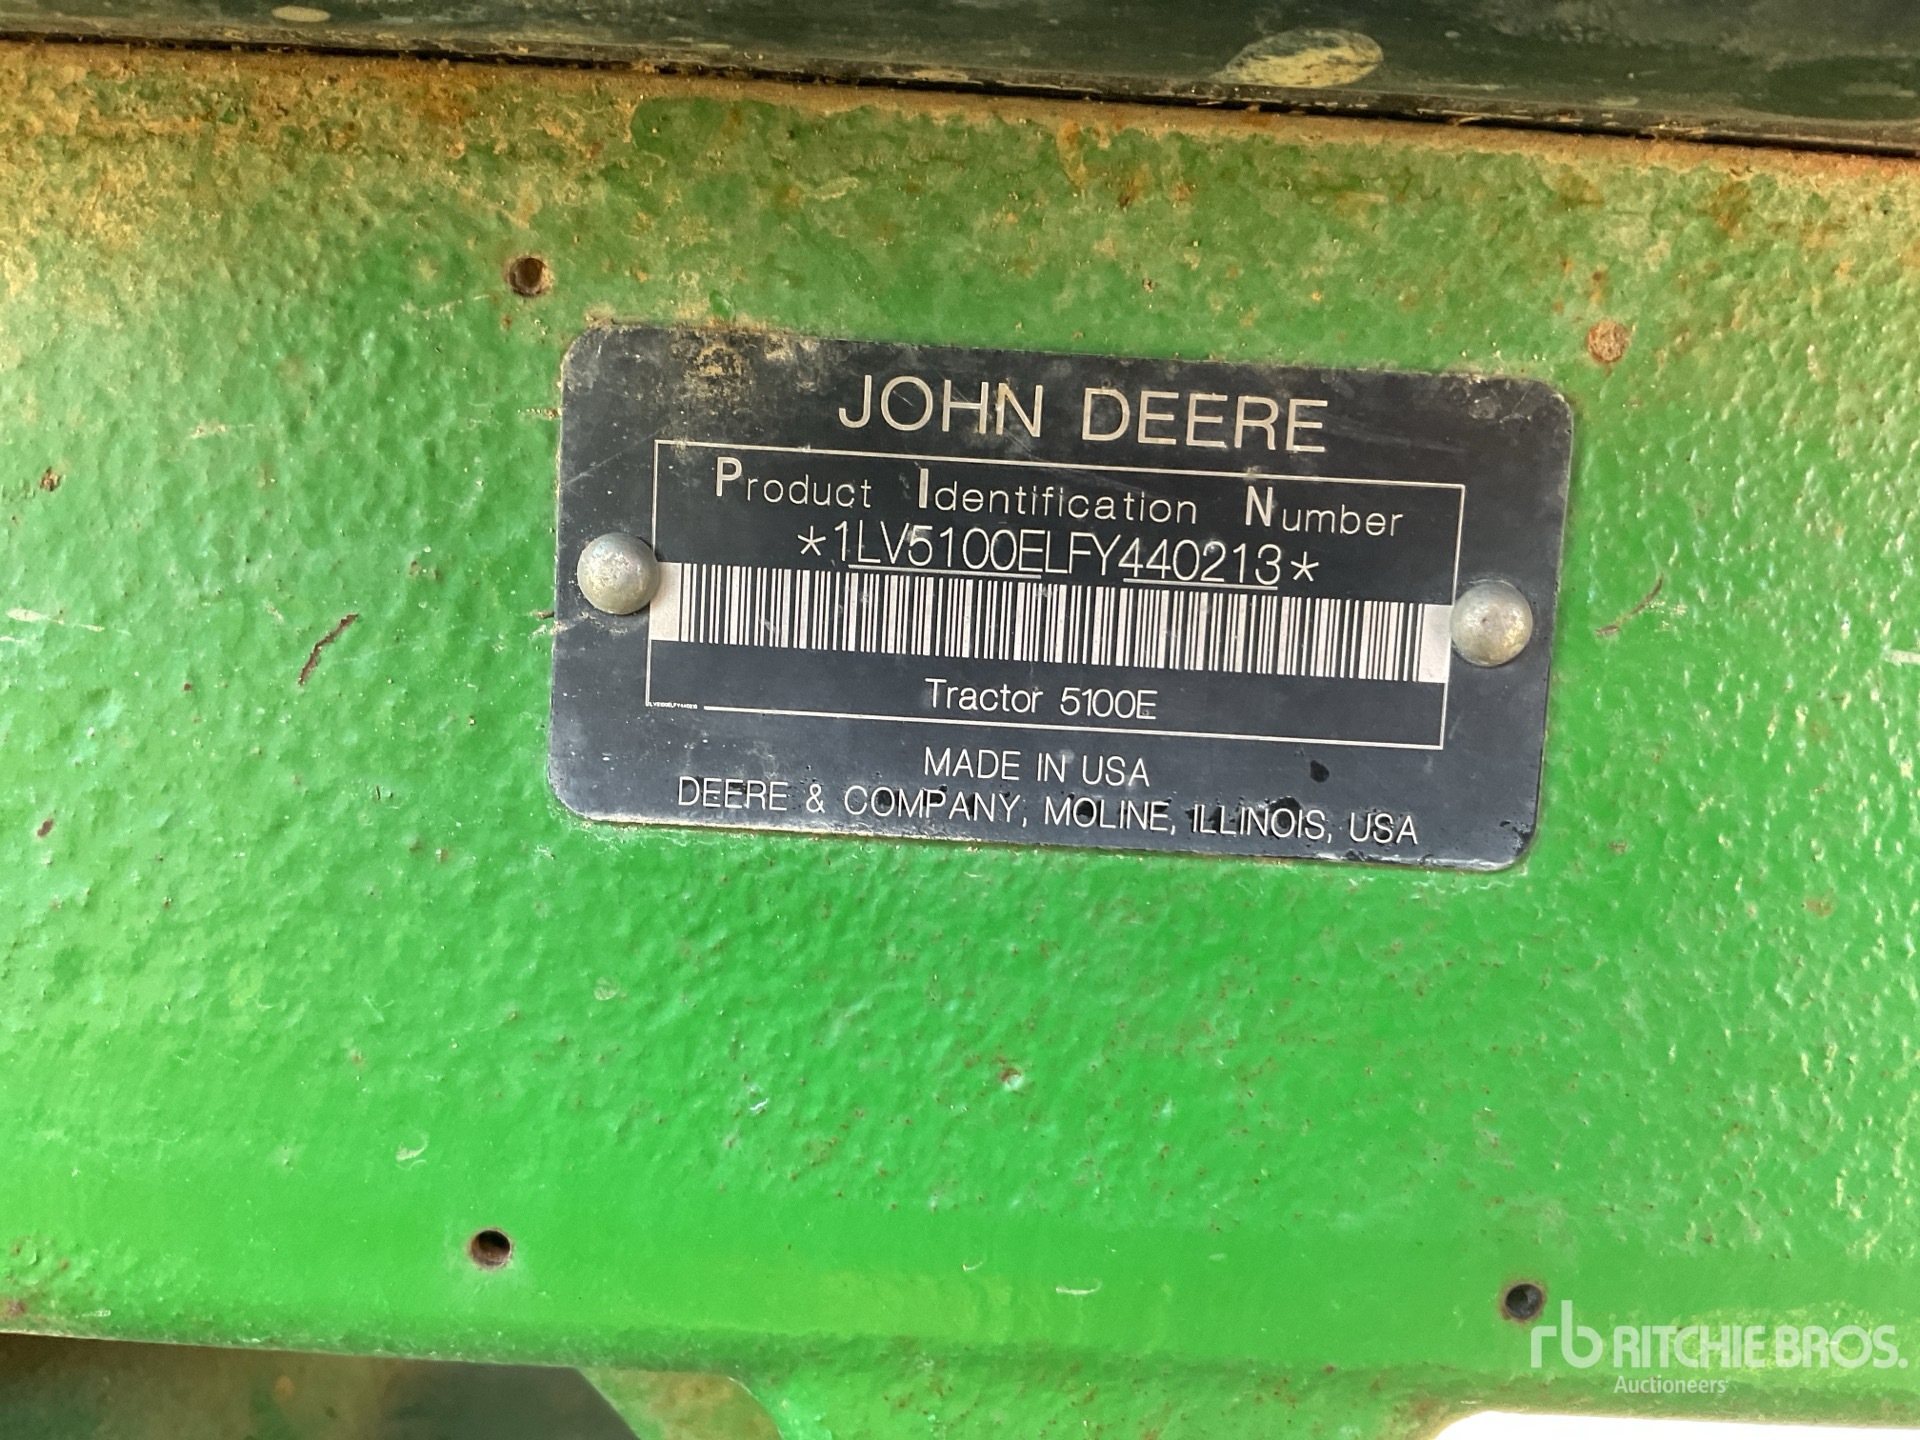 JOHN DEERE
Product Identification Number
*1LV5100ELFY440213*
Tractor 5100E
MADE IN USA
DEERE & COMPANY, MOLINE, ILLINOIS, USA
rb RITCHIE BROS.
Auctioneers